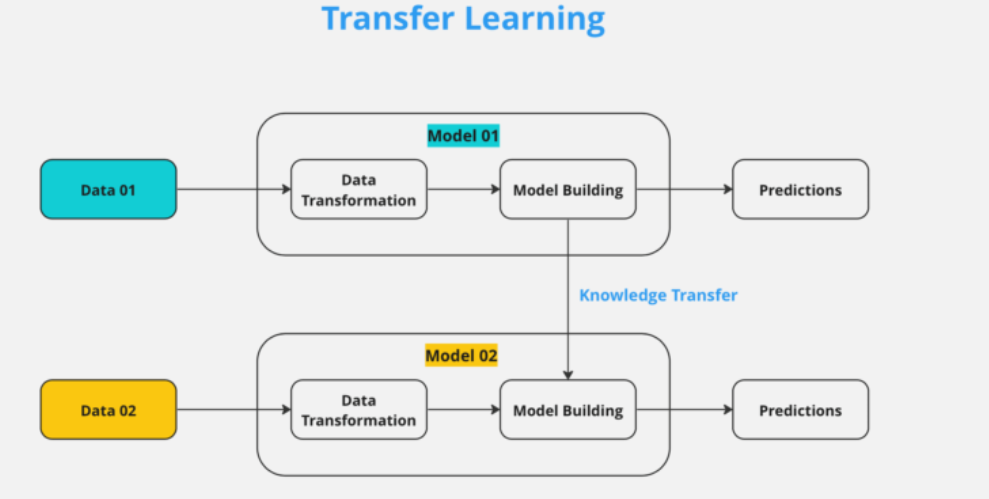 Transfer Learning
Model 01
Data 01
Data
Transformation
Model Building
Predictions
Knowledge Transfer
Model 02
Data 02
Data
Transformation
Model Building
Predictions